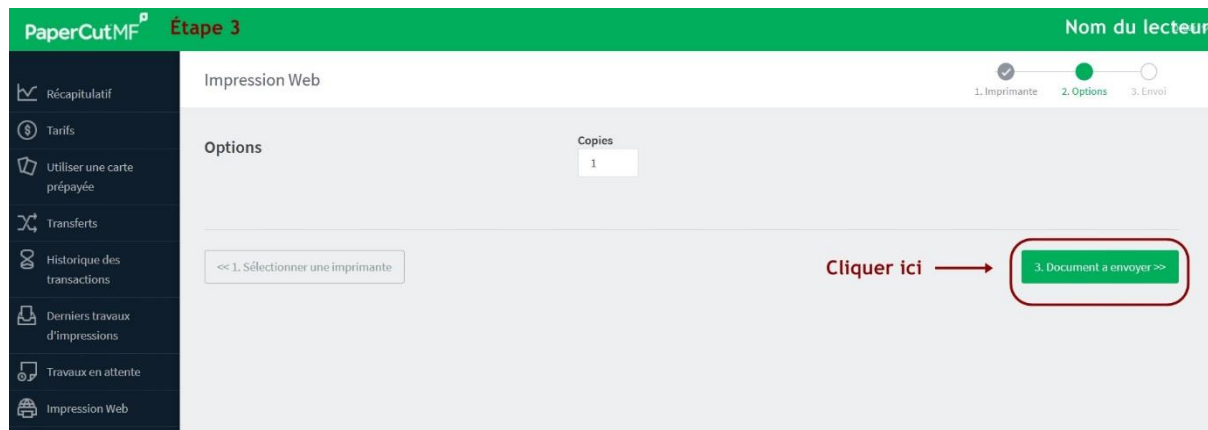 PaperCutMF Étape 3 Nom du lecteur
Impression Web
1. Imprimante 2. Options 3. Envoi
Récapitulatif
Tarifs
Utiliser une carte
prépayée
Transferts
Historique des
transactions
Derniers travaux
d'impressions
Travaux en attente
Impression Web
Options
Copies
1
<< 1. Sélectionner une imprimante
Cliquer ici
3. Document a envoyer >>